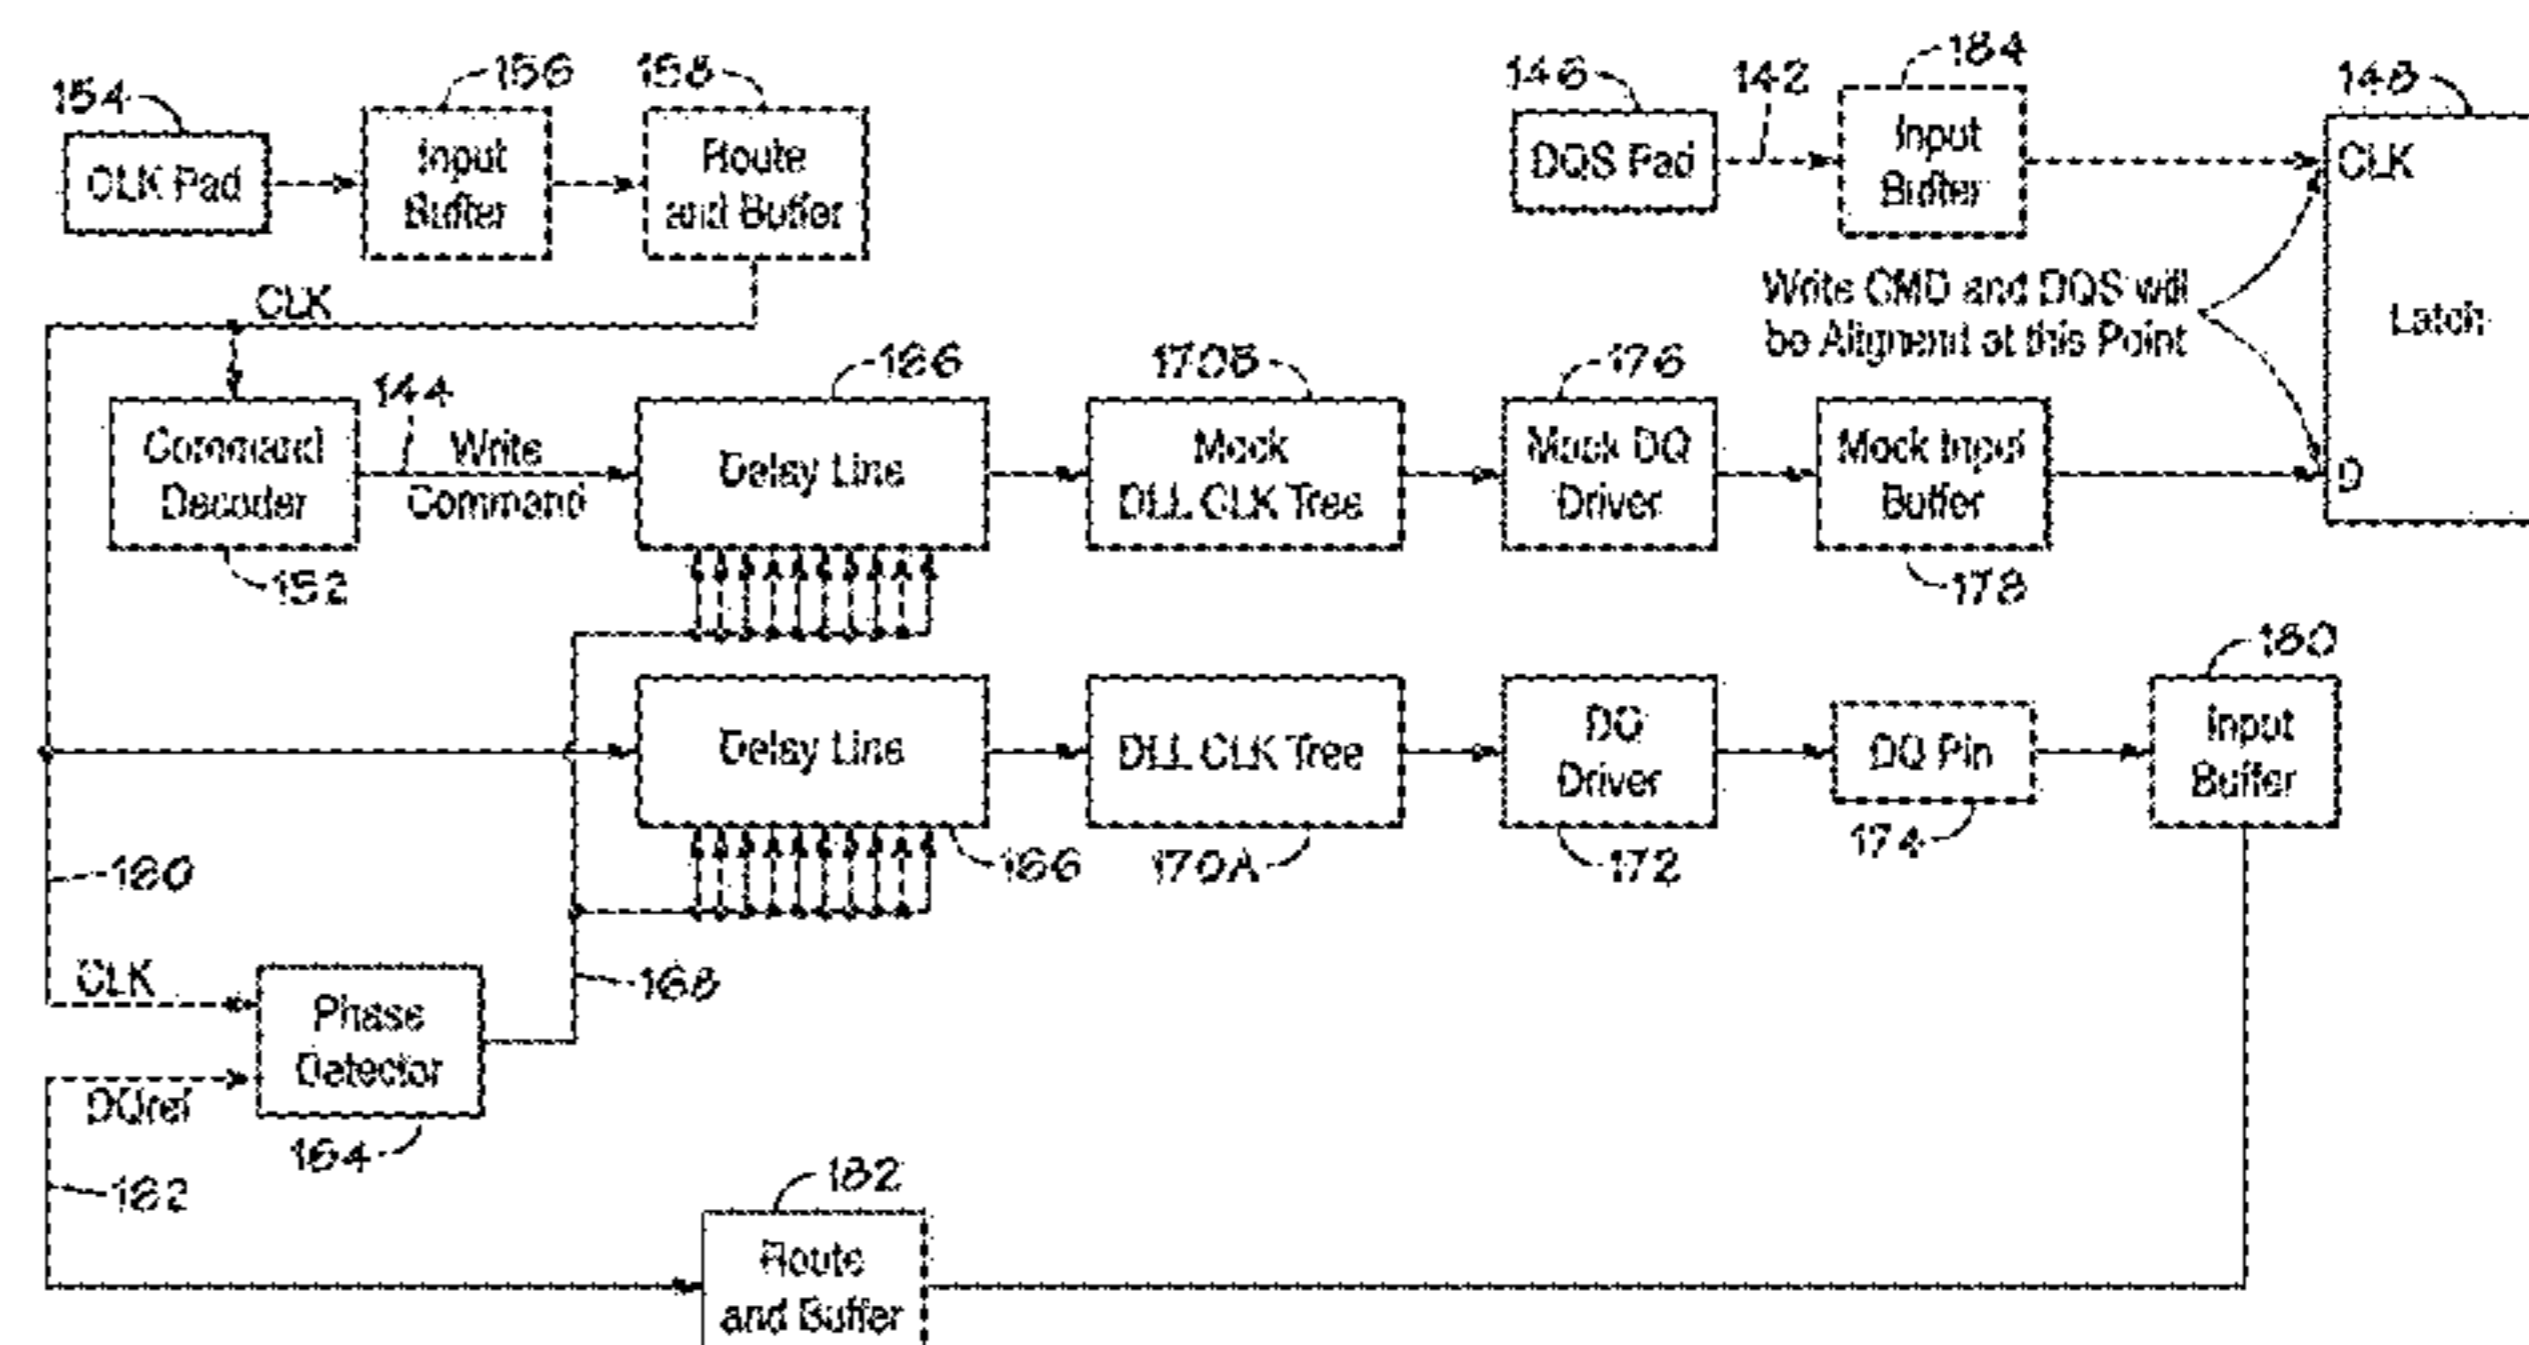 154
156
158
CLK Pad
Input
Buffer
Route
and Buffer
146
142
184
148
DQS Pad
Input
Buffer
CLK
Latch
D
Write CMD and DQS will
be Alignend at this Point
CLK
Command
Decoder
152
144
Write
Command
186
Delay Line
170B
Mock
DLL CLK Tree
176
Mock DQ
Driver
Mock Input
Buffer
178
Delay Line
166
DLL CLK Tree
170A
DQ
Driver
172
DQ Pin
174
180
Input
Buffer
160
CLK
Phase
Detector
164
168
DQref
162
182
Route
and Buffer